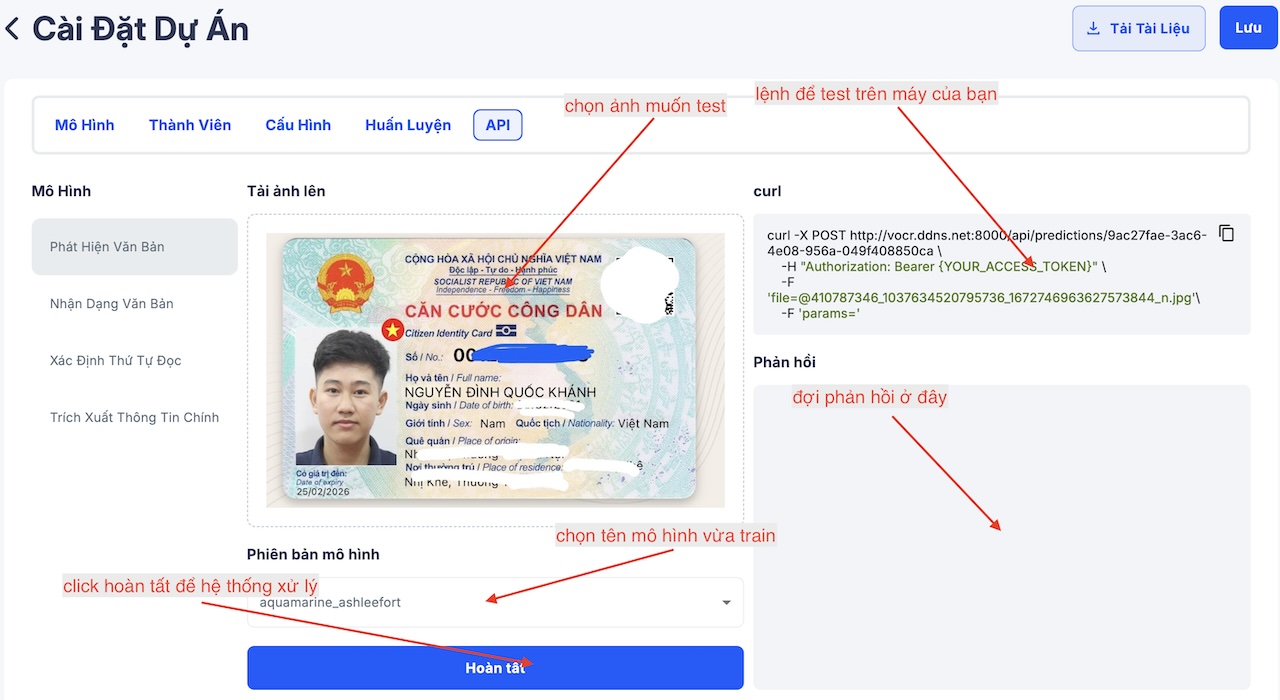 Cài Đặt Dự Án
Tải Tài Liệu
Lưu
Mô Hình
Thành Viên
Cấu Hình
Huấn Luyện
API
chọn ảnh muốn test
lệnh để test trên máy của bạn
Mô Hình
Phát Hiện Văn Bản
Nhận Dạng Văn Bản
Xác Định Thứ Tự Đọc
Trích Xuất Thông Tin Chính
Tải ảnh lên
CỘNG HÒA XÃ HỘI CHỦ NGHĨA VIỆT NAM
Độc lập - Tự do - Hạnh phúc
SOCIALIST REPUBLIC OF VIET NAM
Independence - Freedom - Happiness
CĂN CƯỚC CÔNG DÂN
Citizen Identity Card
Số / No.: 00
Họ và tên / Full name:
NGUYỄN ĐÌNH QUỐC KHÁNH
Ngày sinh / Date of birth:
Giới tính / Sex: Nam Quốc tịch / Nationality: Việt Nam
Quê quán / Place of origin:
Nơi thường trú / Place of residence:
Nhị Khê, Thường
Có giá trị đến:
Date of expiry
25/02/2026
Phiên bản mô hình
chọn tên mô hình vừa train
click hoàn tất để hệ thống xử lý
aquamarine_ashleefort
Hoàn tất
curl
curl -X POST http://vocr.ddns.net:8000/api/predictions/9ac27fae-3ac6-
4e08-956a-049f408850ca \
-H "Authorization: Bearer {YOUR_ACCESS_TOKEN}" \
-F
'file=@410787346_1037634520795736_1672746963627573844_n.jpg'\
-F 'params='
Phản hồi
đợi phản hồi ở đây